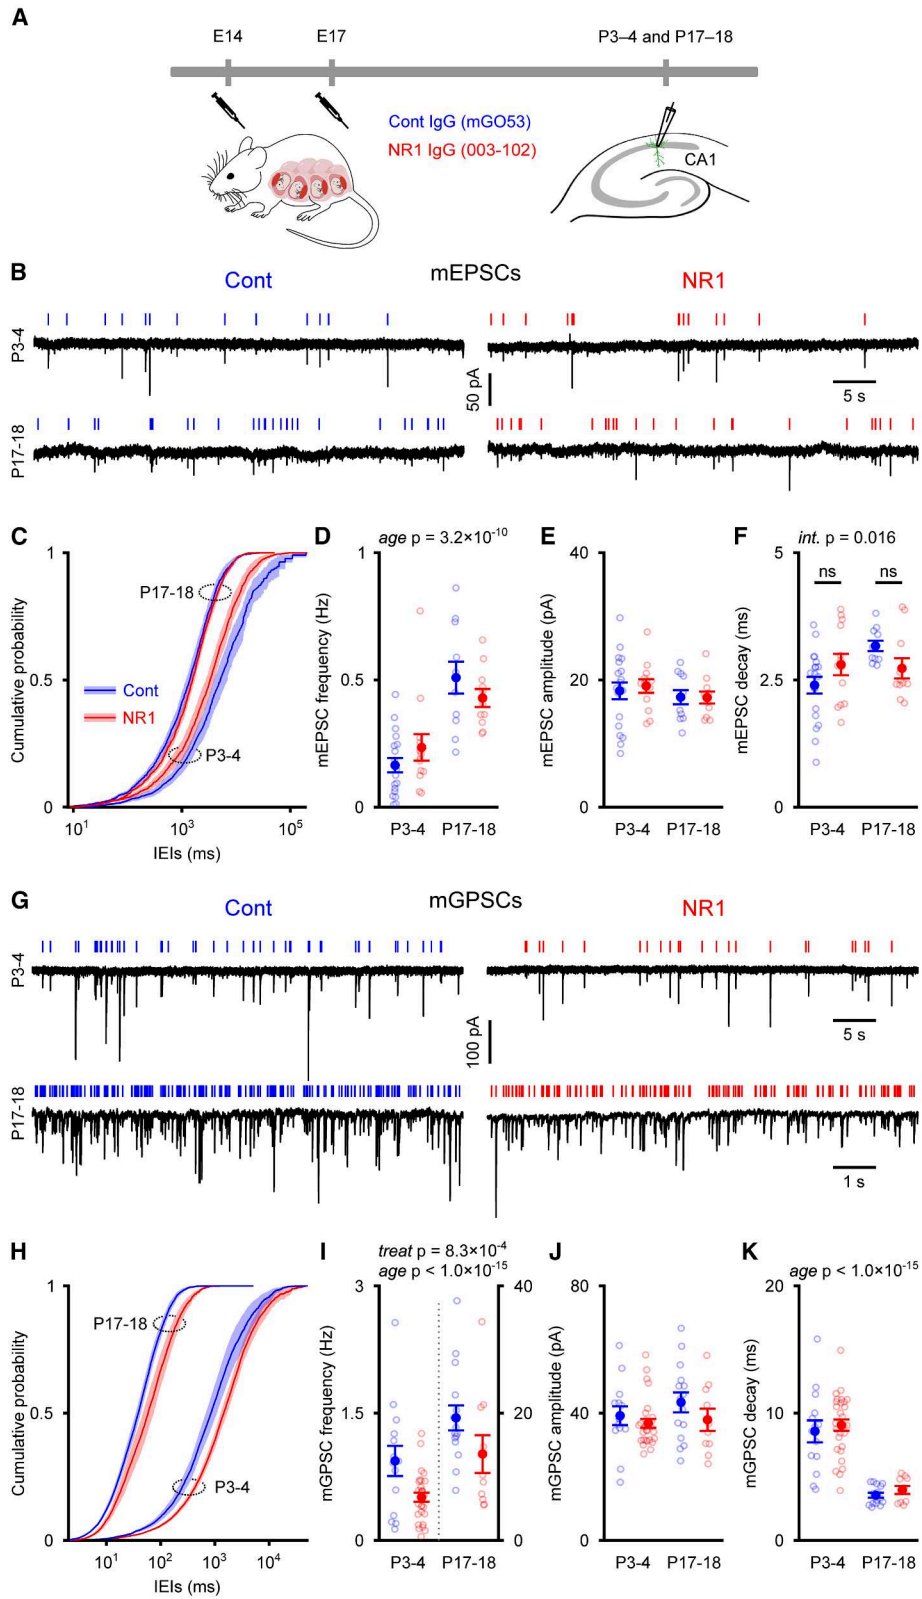 A
E14 E17 P3–4 and P17–18
Cont IgG (mGO53)
NR1 IgG (003-102)
CA1
B
mEPSCs
Cont NR1
P3-4
50 pA
5 s
P17-18
C
Cumulative probability
1
0.5
0
P17-18
Cont
NR1
P3-4
10¹ 10³ 10⁵
IEIs (ms)
D
age p = 3.2×10⁻¹⁰
mEPSC frequency (Hz)
1
0.5
0
P3-4 P17-18
E
mEPSC amplitude (pA)
40
20
0
P3-4 P17-18
F
int. p = 0.016
ns ns
mEPSC decay (ms)
5
2.5
0
P3-4 P17-18
G
mGPSCs
Cont NR1
P3-4
5 s
100 pA
P17-18
1 s
H
Cumulative probability
1
0.5
0
P17-18
P3-4
10¹ 10² 10³ 10⁴
IEIs (ms)
I
treat p = 8.3×10⁻⁴
age p < 1.0×10⁻¹⁵
mGPSC frequency (Hz)
3
1.5
0
40
20
0
P3-4 P17-18
J
mGPSC amplitude (pA)
80
40
0
P3-4 P17-18
K
age p < 1.0×10⁻¹⁵
mGPSC decay (ms)
20
10
0
P3-4 P17-18